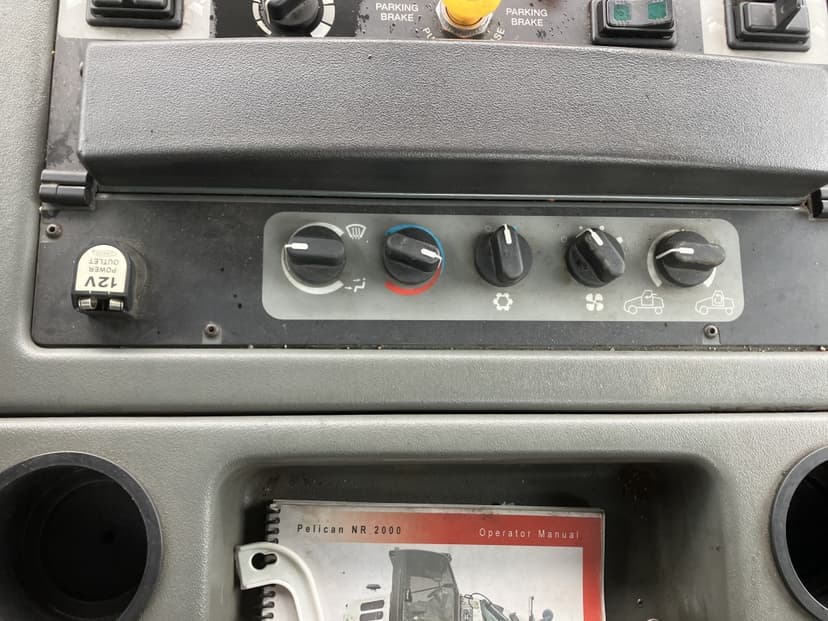 PARKING
BRAKE
PARKING
BRAKE
12V
POWER
OUTLET
Pelican NR 2000
Operator Manual